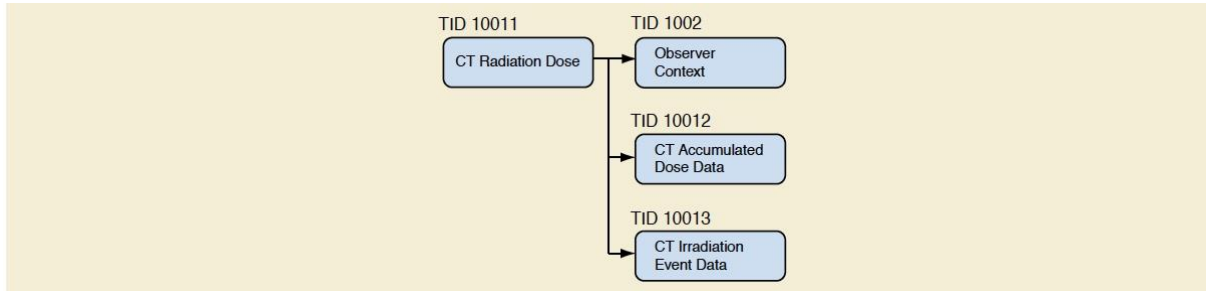 TID 10011
CT Radiation Dose
TID 1002
Observer
Context
TID 10012
CT Accumulated
Dose Data
TID 10013
CT Irradiation
Event Data